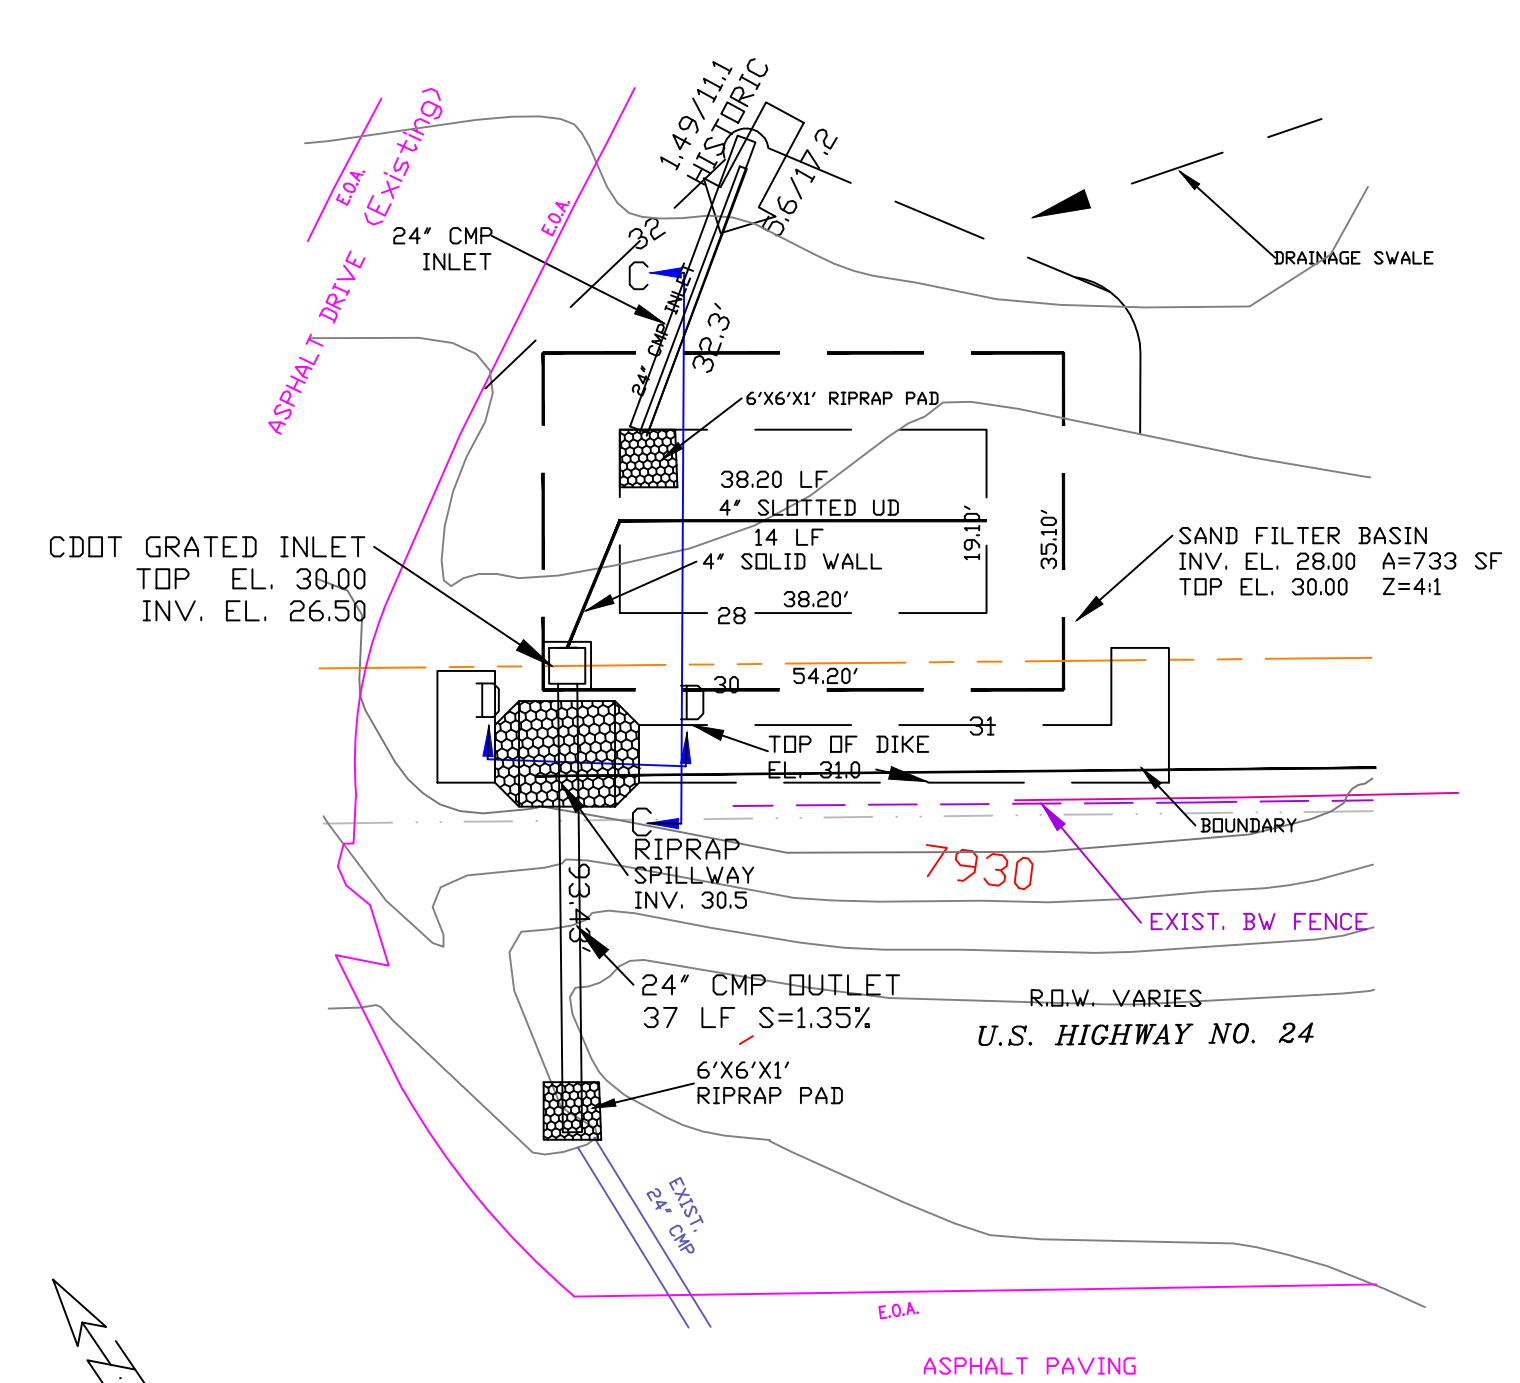 1.49/11.1
HISTORIC
5.6/17.2
ASPHALT DRIVE (Existing)
E.O.A.
E.O.A.
32
24" CMP
INLET
C
24" CMP INLET
32.3'
DRAINAGE SWALE
6'X6'X1' RIPRAP PAD
38.20 LF
4" SLOTTED UD
14 LF
4" SOLID WALL
19.10'
35.10'
38.20'
28
CDOT GRATED INLET
TOP EL. 30.00
INV. EL. 26.50
SAND FILTER BASIN
INV. EL. 28.00 A=733 SF
TOP EL. 30.00 Z=4:1
54.20'
30
D
D
31
TOP OF DIKE
EL. 31.0
BOUNDARY
C
RIPRAP
SPILLWAY
INV. 30.5
7930
93.43'
EXIST. BW FENCE
24" CMP OUTLET
37 LF S=1.35%
R.O.W. VARIES
U.S. HIGHWAY NO. 24
6'X6'X1'
RIPRAP PAD
EXIST.
24" CMP
E.O.A.
ASPHALT PAVING